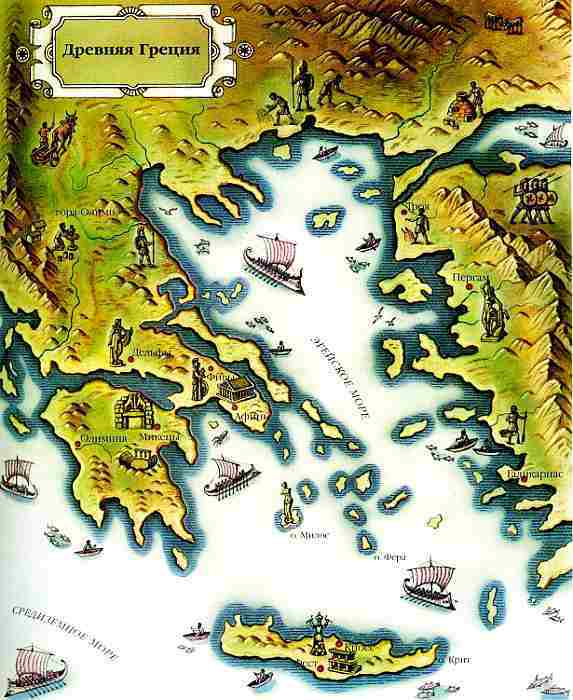 Древняя Греция
Троя
гора Олимп
Пергам
ЭГЕЙСКОЕ МОРЕ
Дельфы
Фивы
Афины
Олимпия
Микены
Галикарнас
о. Милос
о. Фера
СРЕДИЗЕМНОЕ МОРЕ
Кносс
Фест
о. Крит